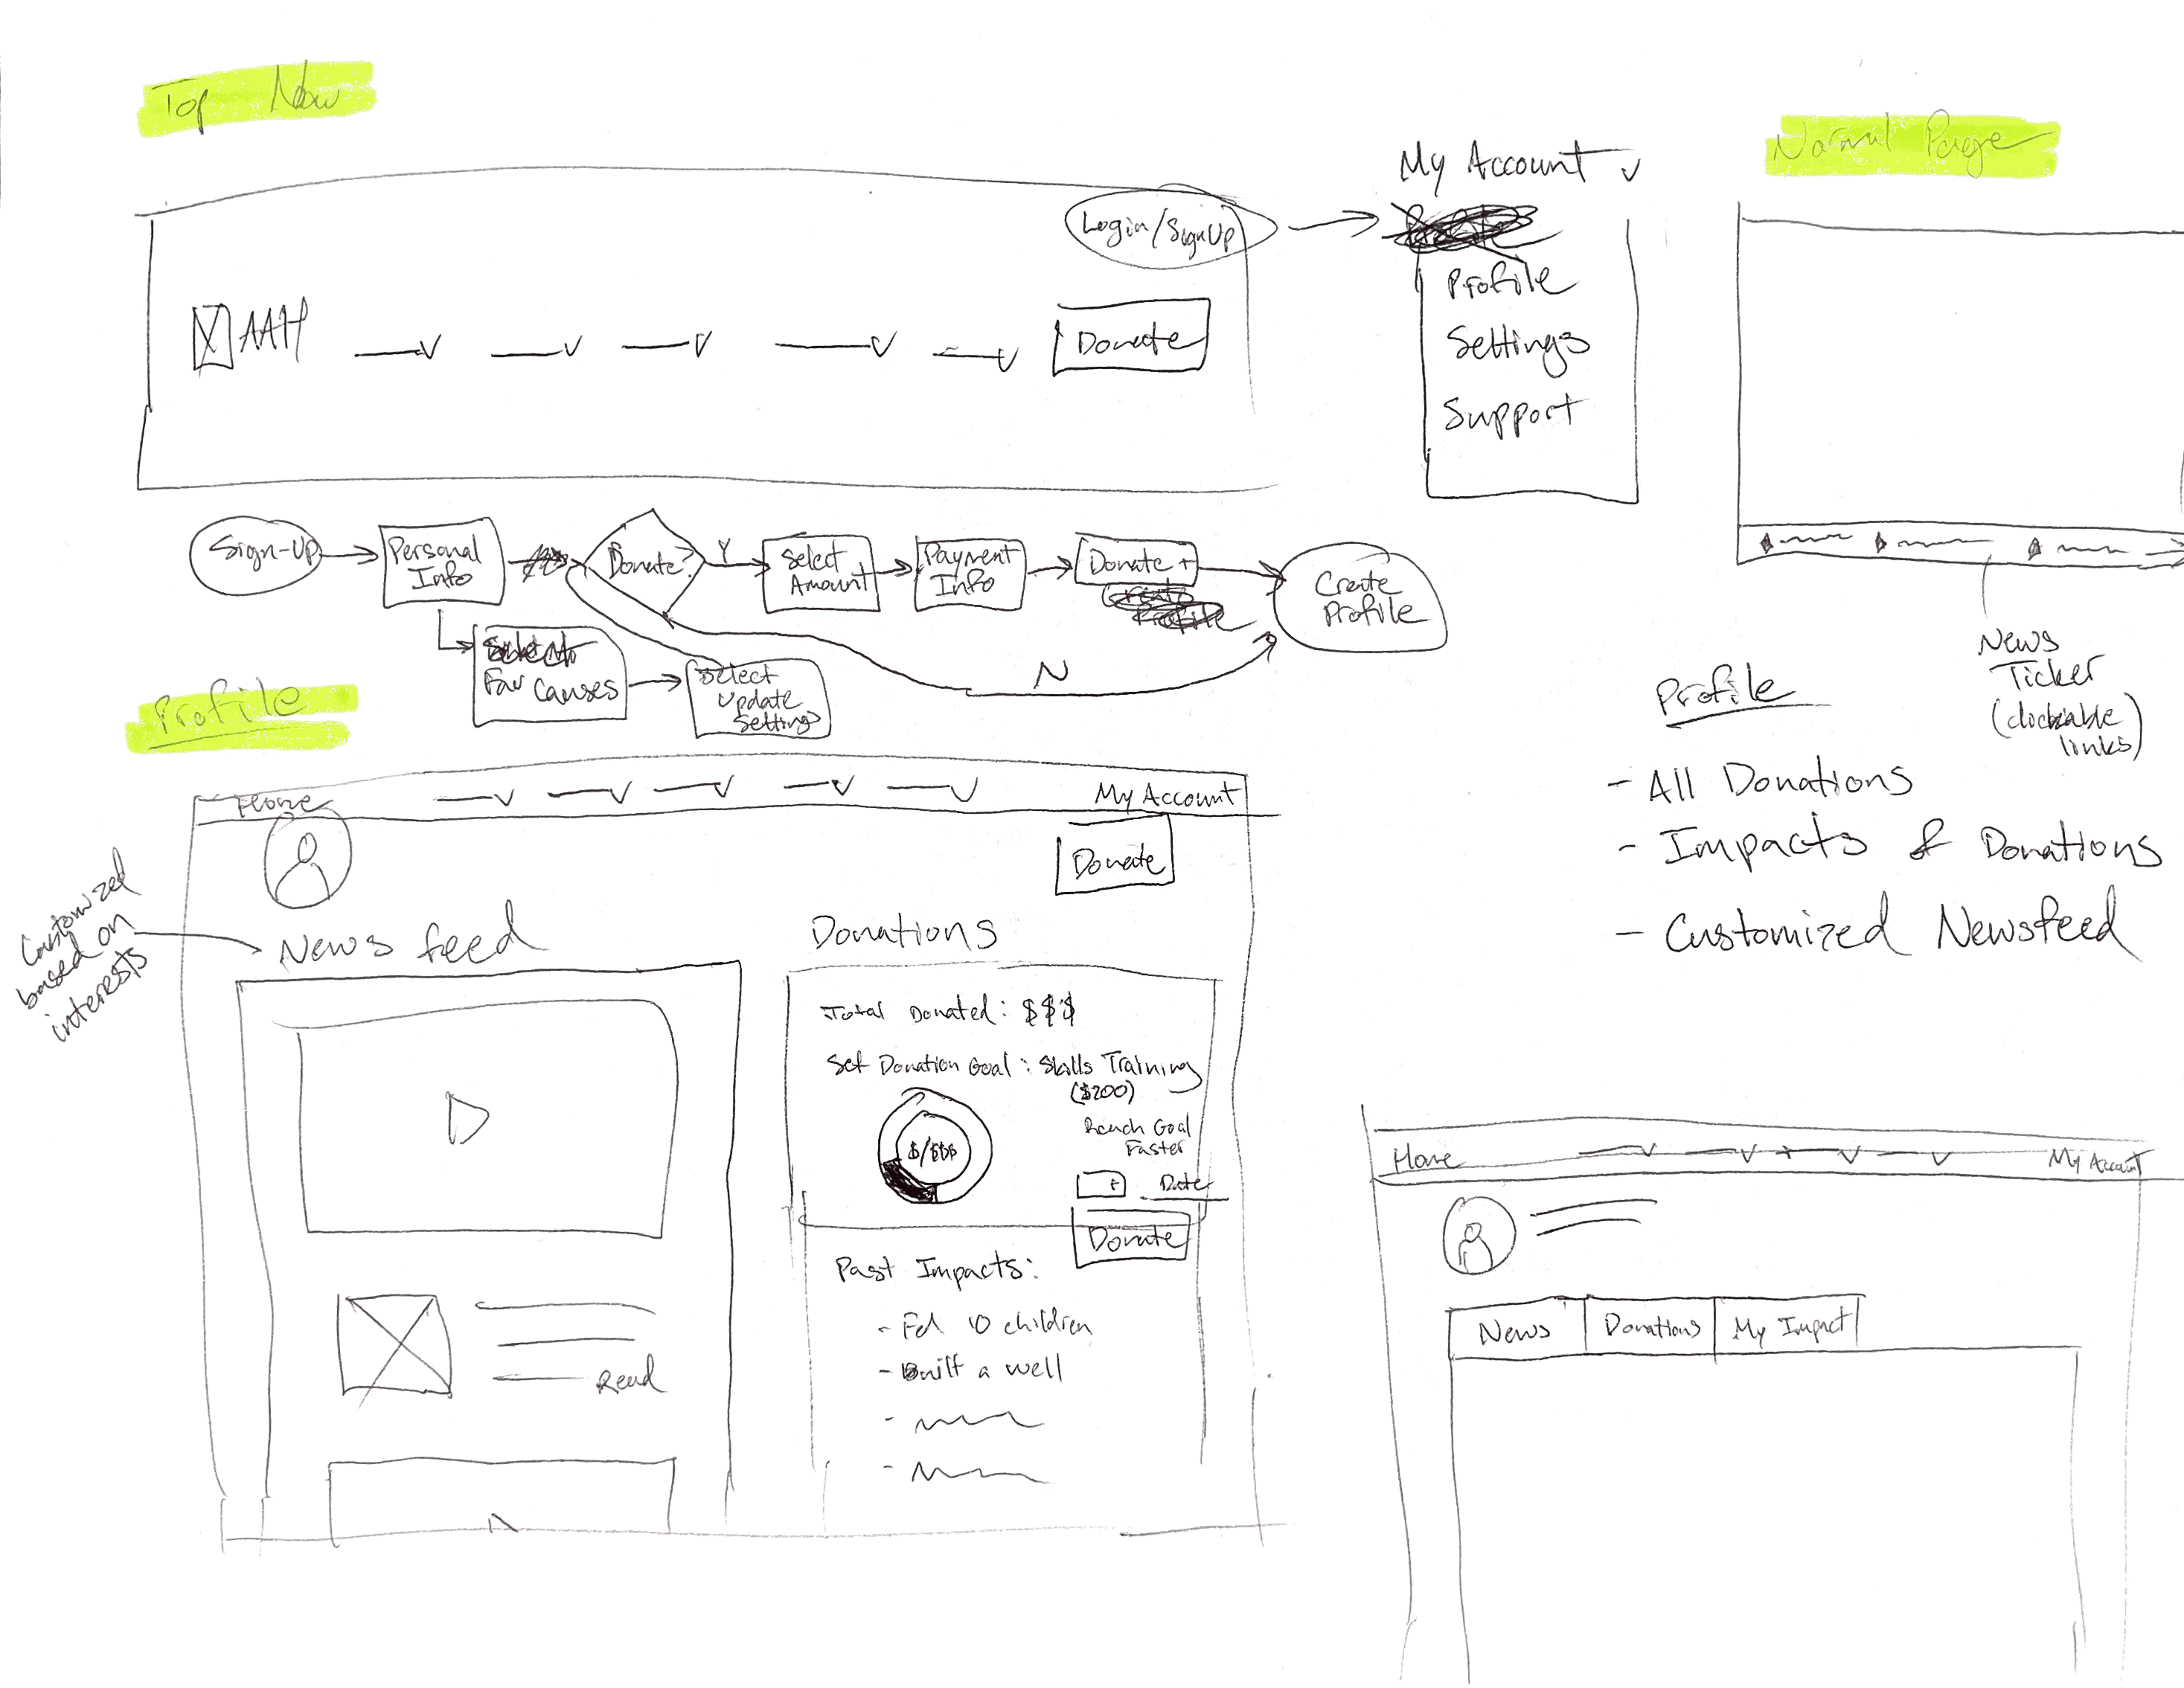 Top Nav
Login/SignUp
AAH
Donate
My Account
Profile
Settings
Support
Normal Page
News
Ticker
(clickable
links)
Sign-Up
Personal
Info
Donate?
Y
Select
Amount
Payment
Info
Donate +
Create
Profile
Create
Profile
N
Select
Fav Causes
Select
Update
Settings
Profile
Home
My Account
Donate
Customized
based on
interests
News feed
Read
Donations
Total Donated: $$$
Set Donation Goal: Skills Training
($200)
$/$$$
Reach Goal
Faster
+
Donate
Past Impacts:
- Fed 10 children
- Built a well
Profile
- All Donations
- Impacts of Donations
- Customized Newsfeed
Home
My Account
News
Donations
My Impact